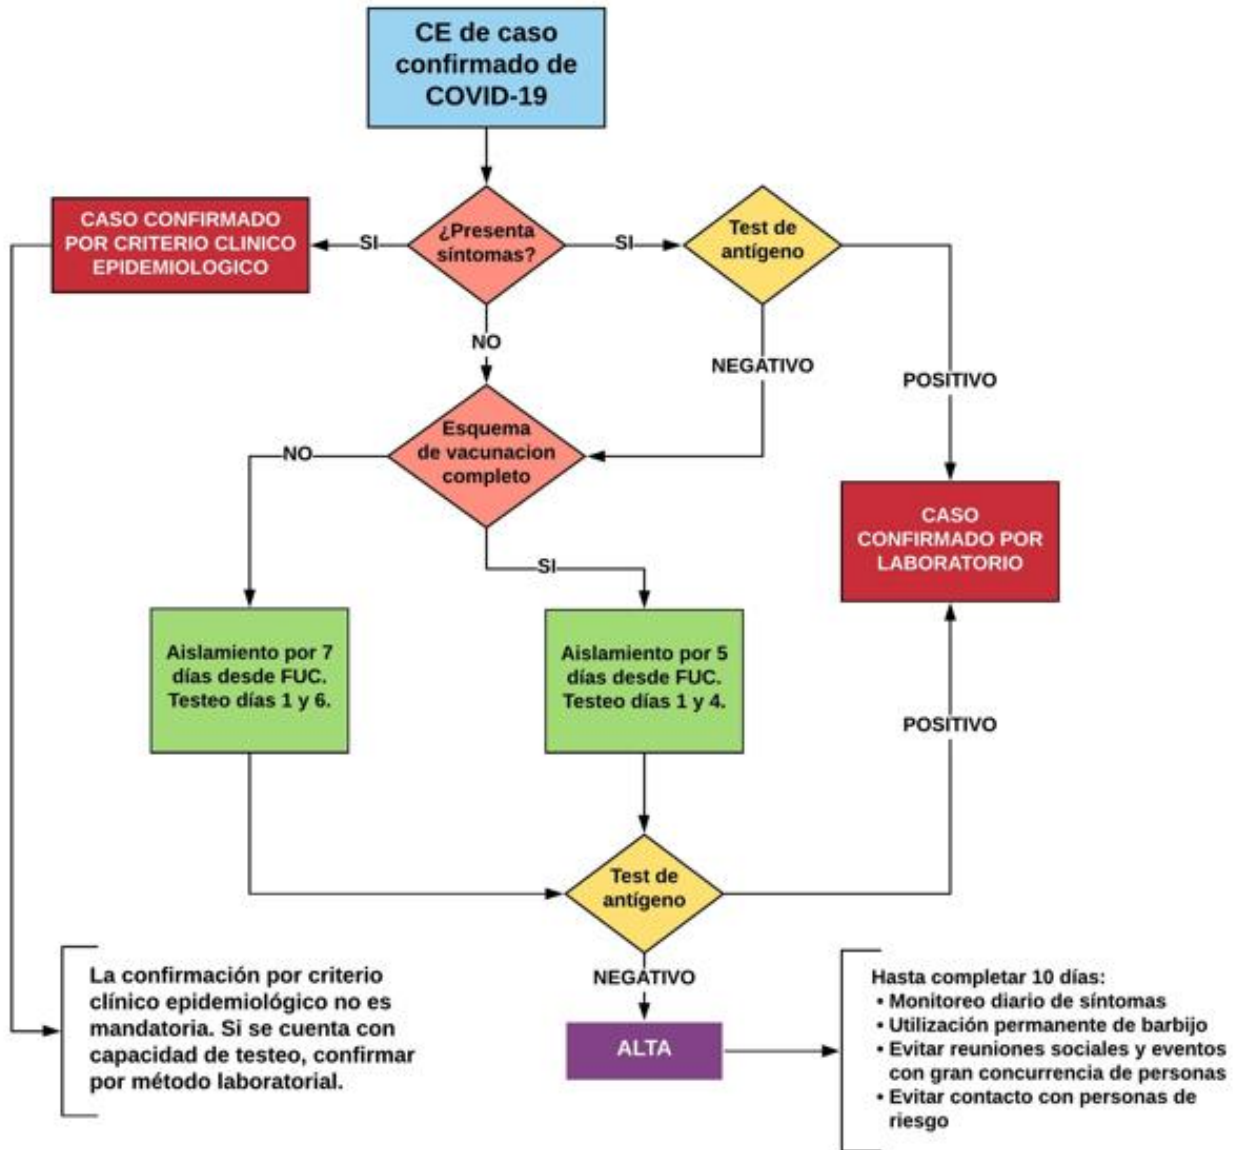 CE de caso
confirmado de
COVID-19
CASO CONFIRMADO
POR CRITERIO CLINICO
EPIDEMIOLOGICO
SI
¿Presenta
síntomas?
SI
Test de
antígeno
NO
NEGATIVO
POSITIVO
Esquema
de vacunacion
completo
NO
SI
CASO
CONFIRMADO POR
LABORATORIO
Aislamiento por 7
días desde FUC.
Testeo días 1 y 6.
Aislamiento por 5
días desde FUC.
Testeo días 1 y 4.
POSITIVO
Test de
antígeno
NEGATIVO
ALTA
La confirmación por criterio
clínico epidemiológico no es
mandatoria. Si se cuenta con
capacidad de testeo, confirmar
por método laboratorial.
Hasta completar 10 días:
• Monitoreo diario de síntomas
• Utilización permanente de barbijo
• Evitar reuniones sociales y eventos
con gran concurrencia de personas
• Evitar contacto con personas de
riesgo